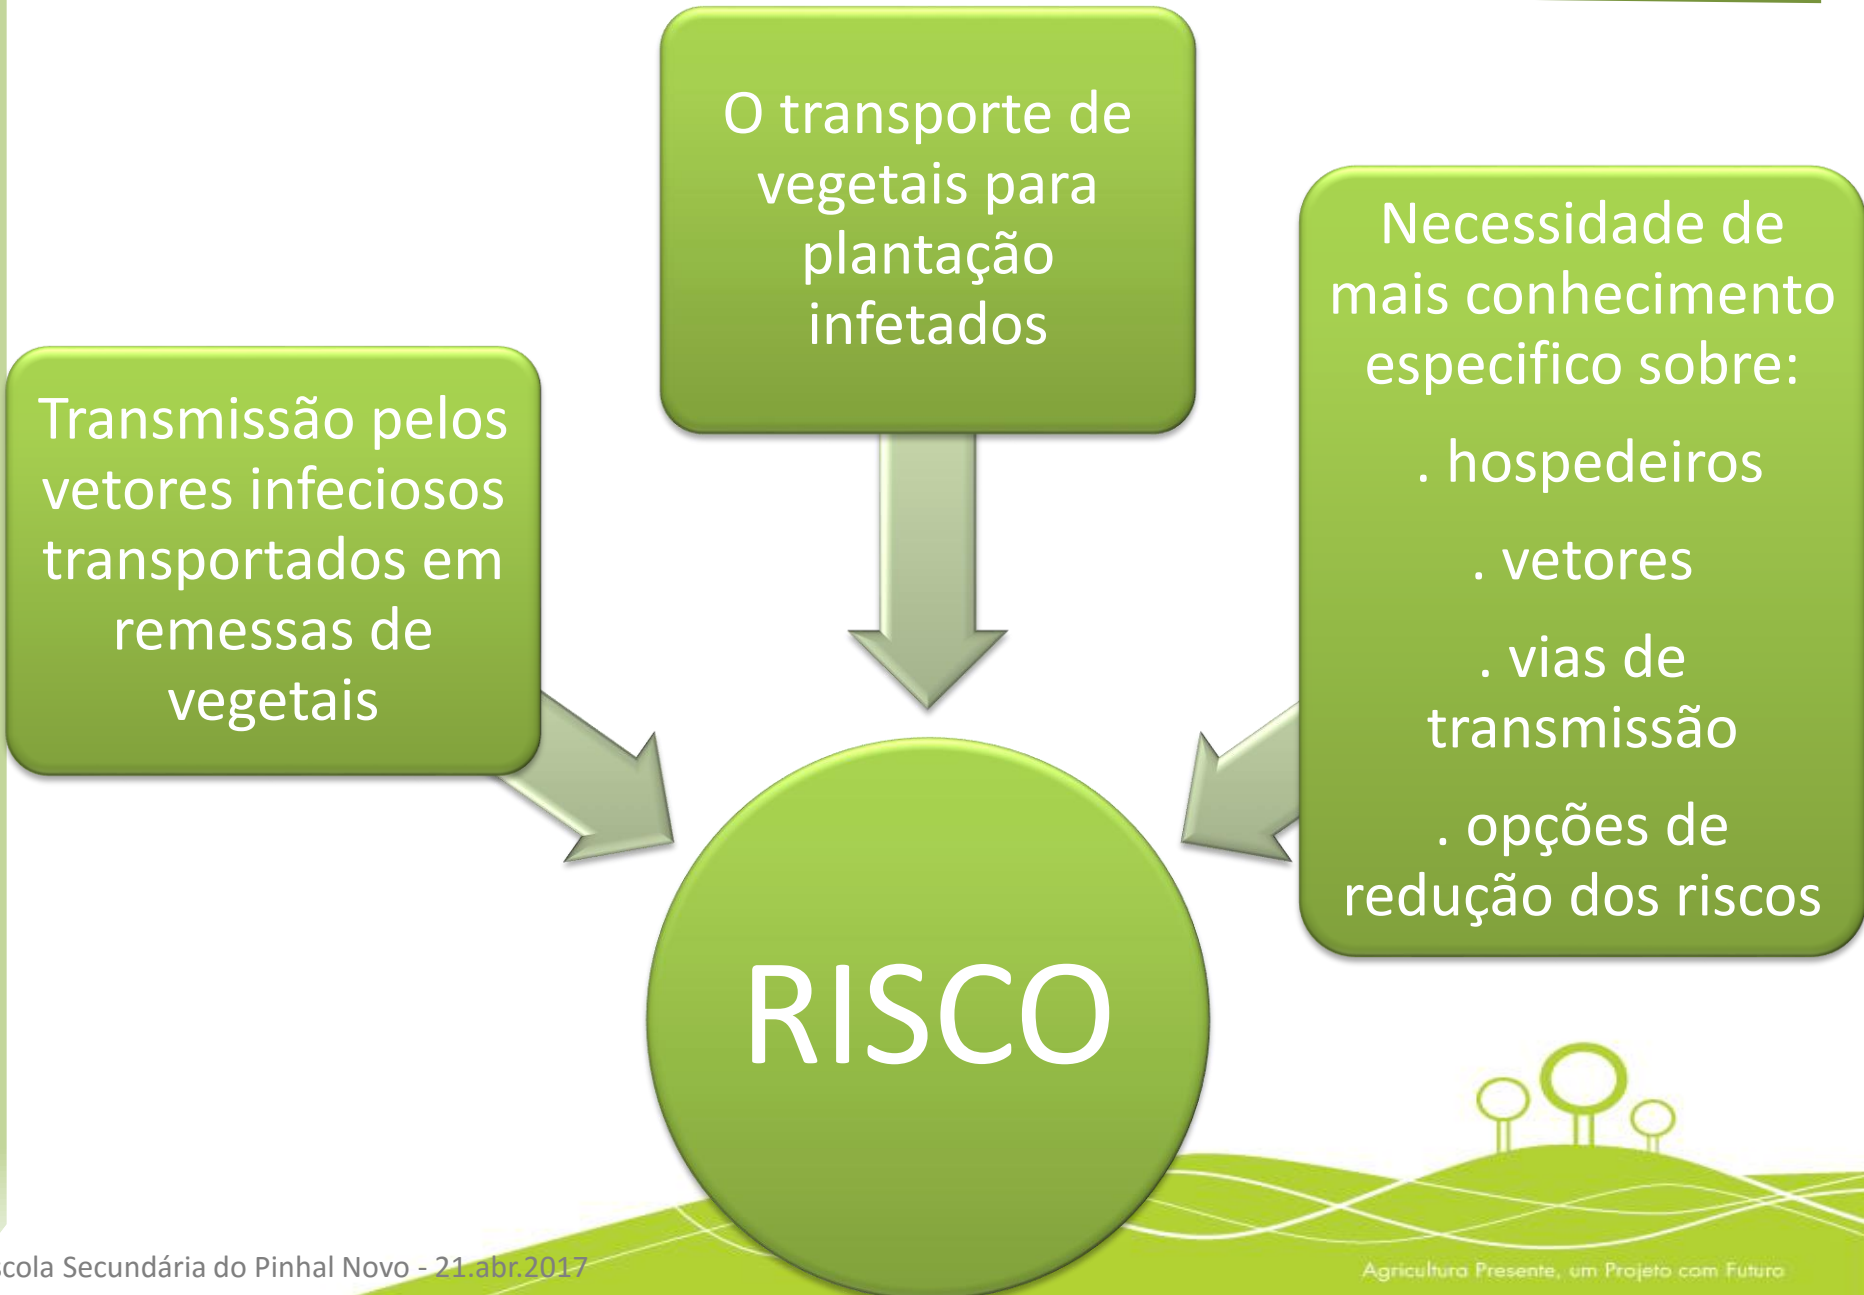 O transporte de
vegetais para
plantação
infetados
Transmissão pelos
vetores infeciosos
transportados em
remessas de
vegetais
Necessidade de
mais conhecimento
especifico sobre:
. hospedeiros
. vetores
. vias de
transmissão
. opções de
redução dos riscos
RISCO
scola Secundária do Pinhal Novo - 21.abr.2017
Agricultura Presente, um Projeto com Futuro